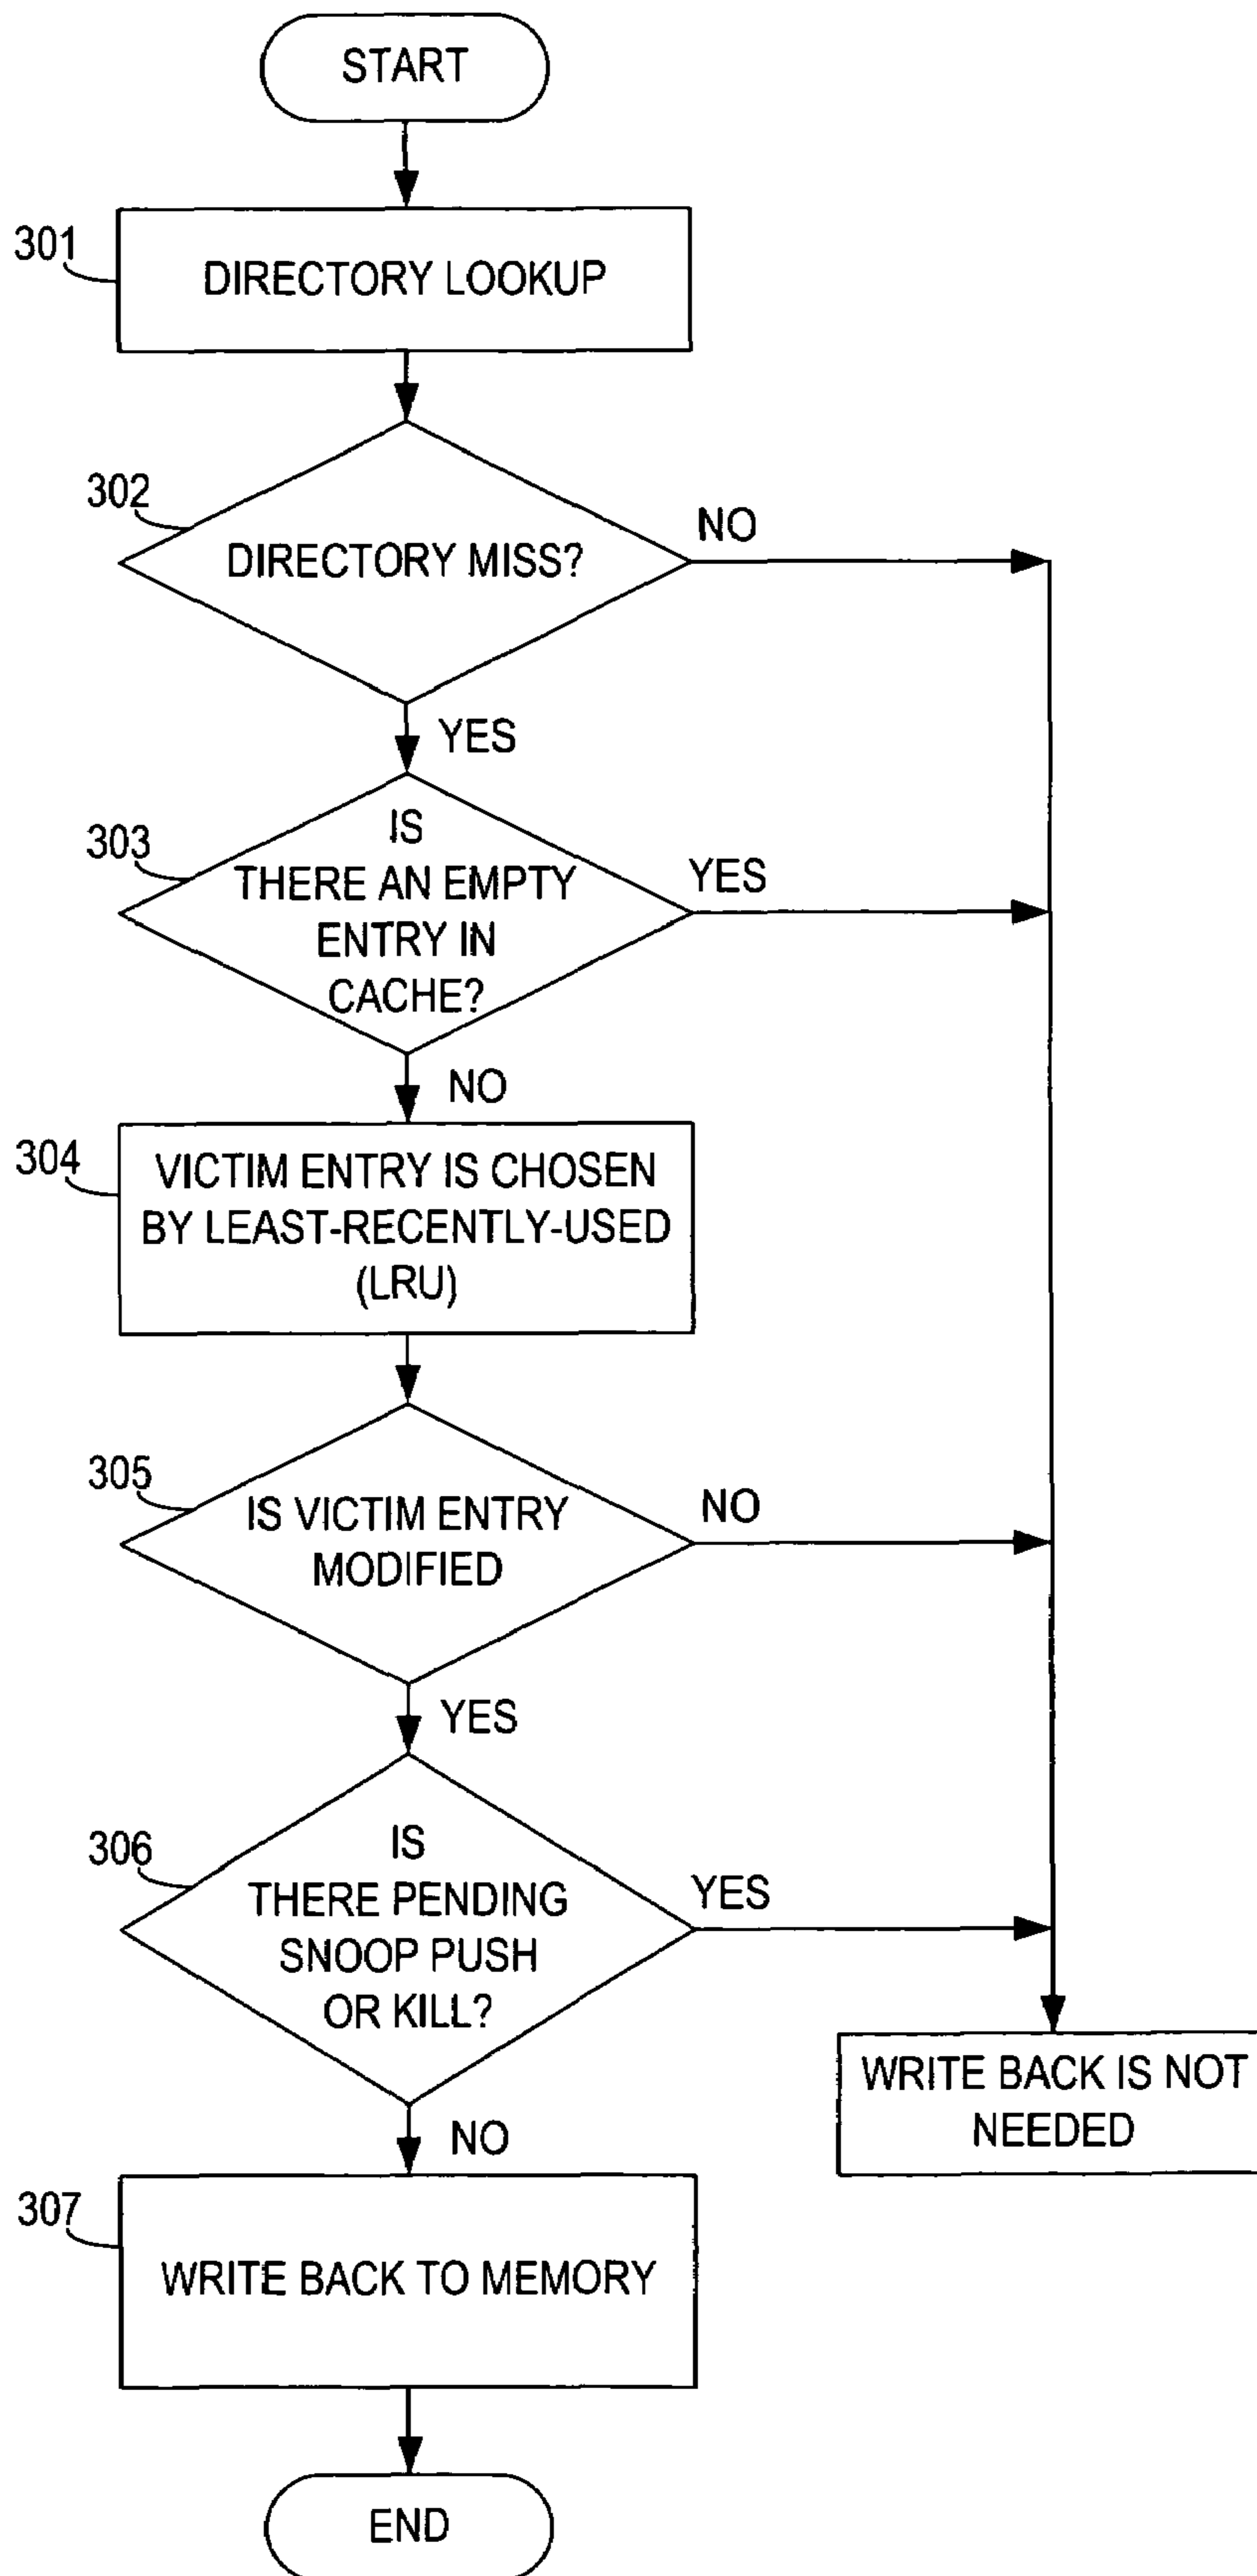 START
301
DIRECTORY LOOKUP
302
DIRECTORY MISS?
NO
YES
303
IS
THERE AN EMPTY
ENTRY IN
CACHE?
YES
NO
304
VICTIM ENTRY IS CHOSEN
BY LEAST-RECENTLY-USED
(LRU)
305
IS VICTIM ENTRY
MODIFIED
NO
YES
306
IS
THERE PENDING
SNOOP PUSH
OR KILL?
YES
WRITE BACK IS NOT
NEEDED
NO
307
WRITE BACK TO MEMORY
END